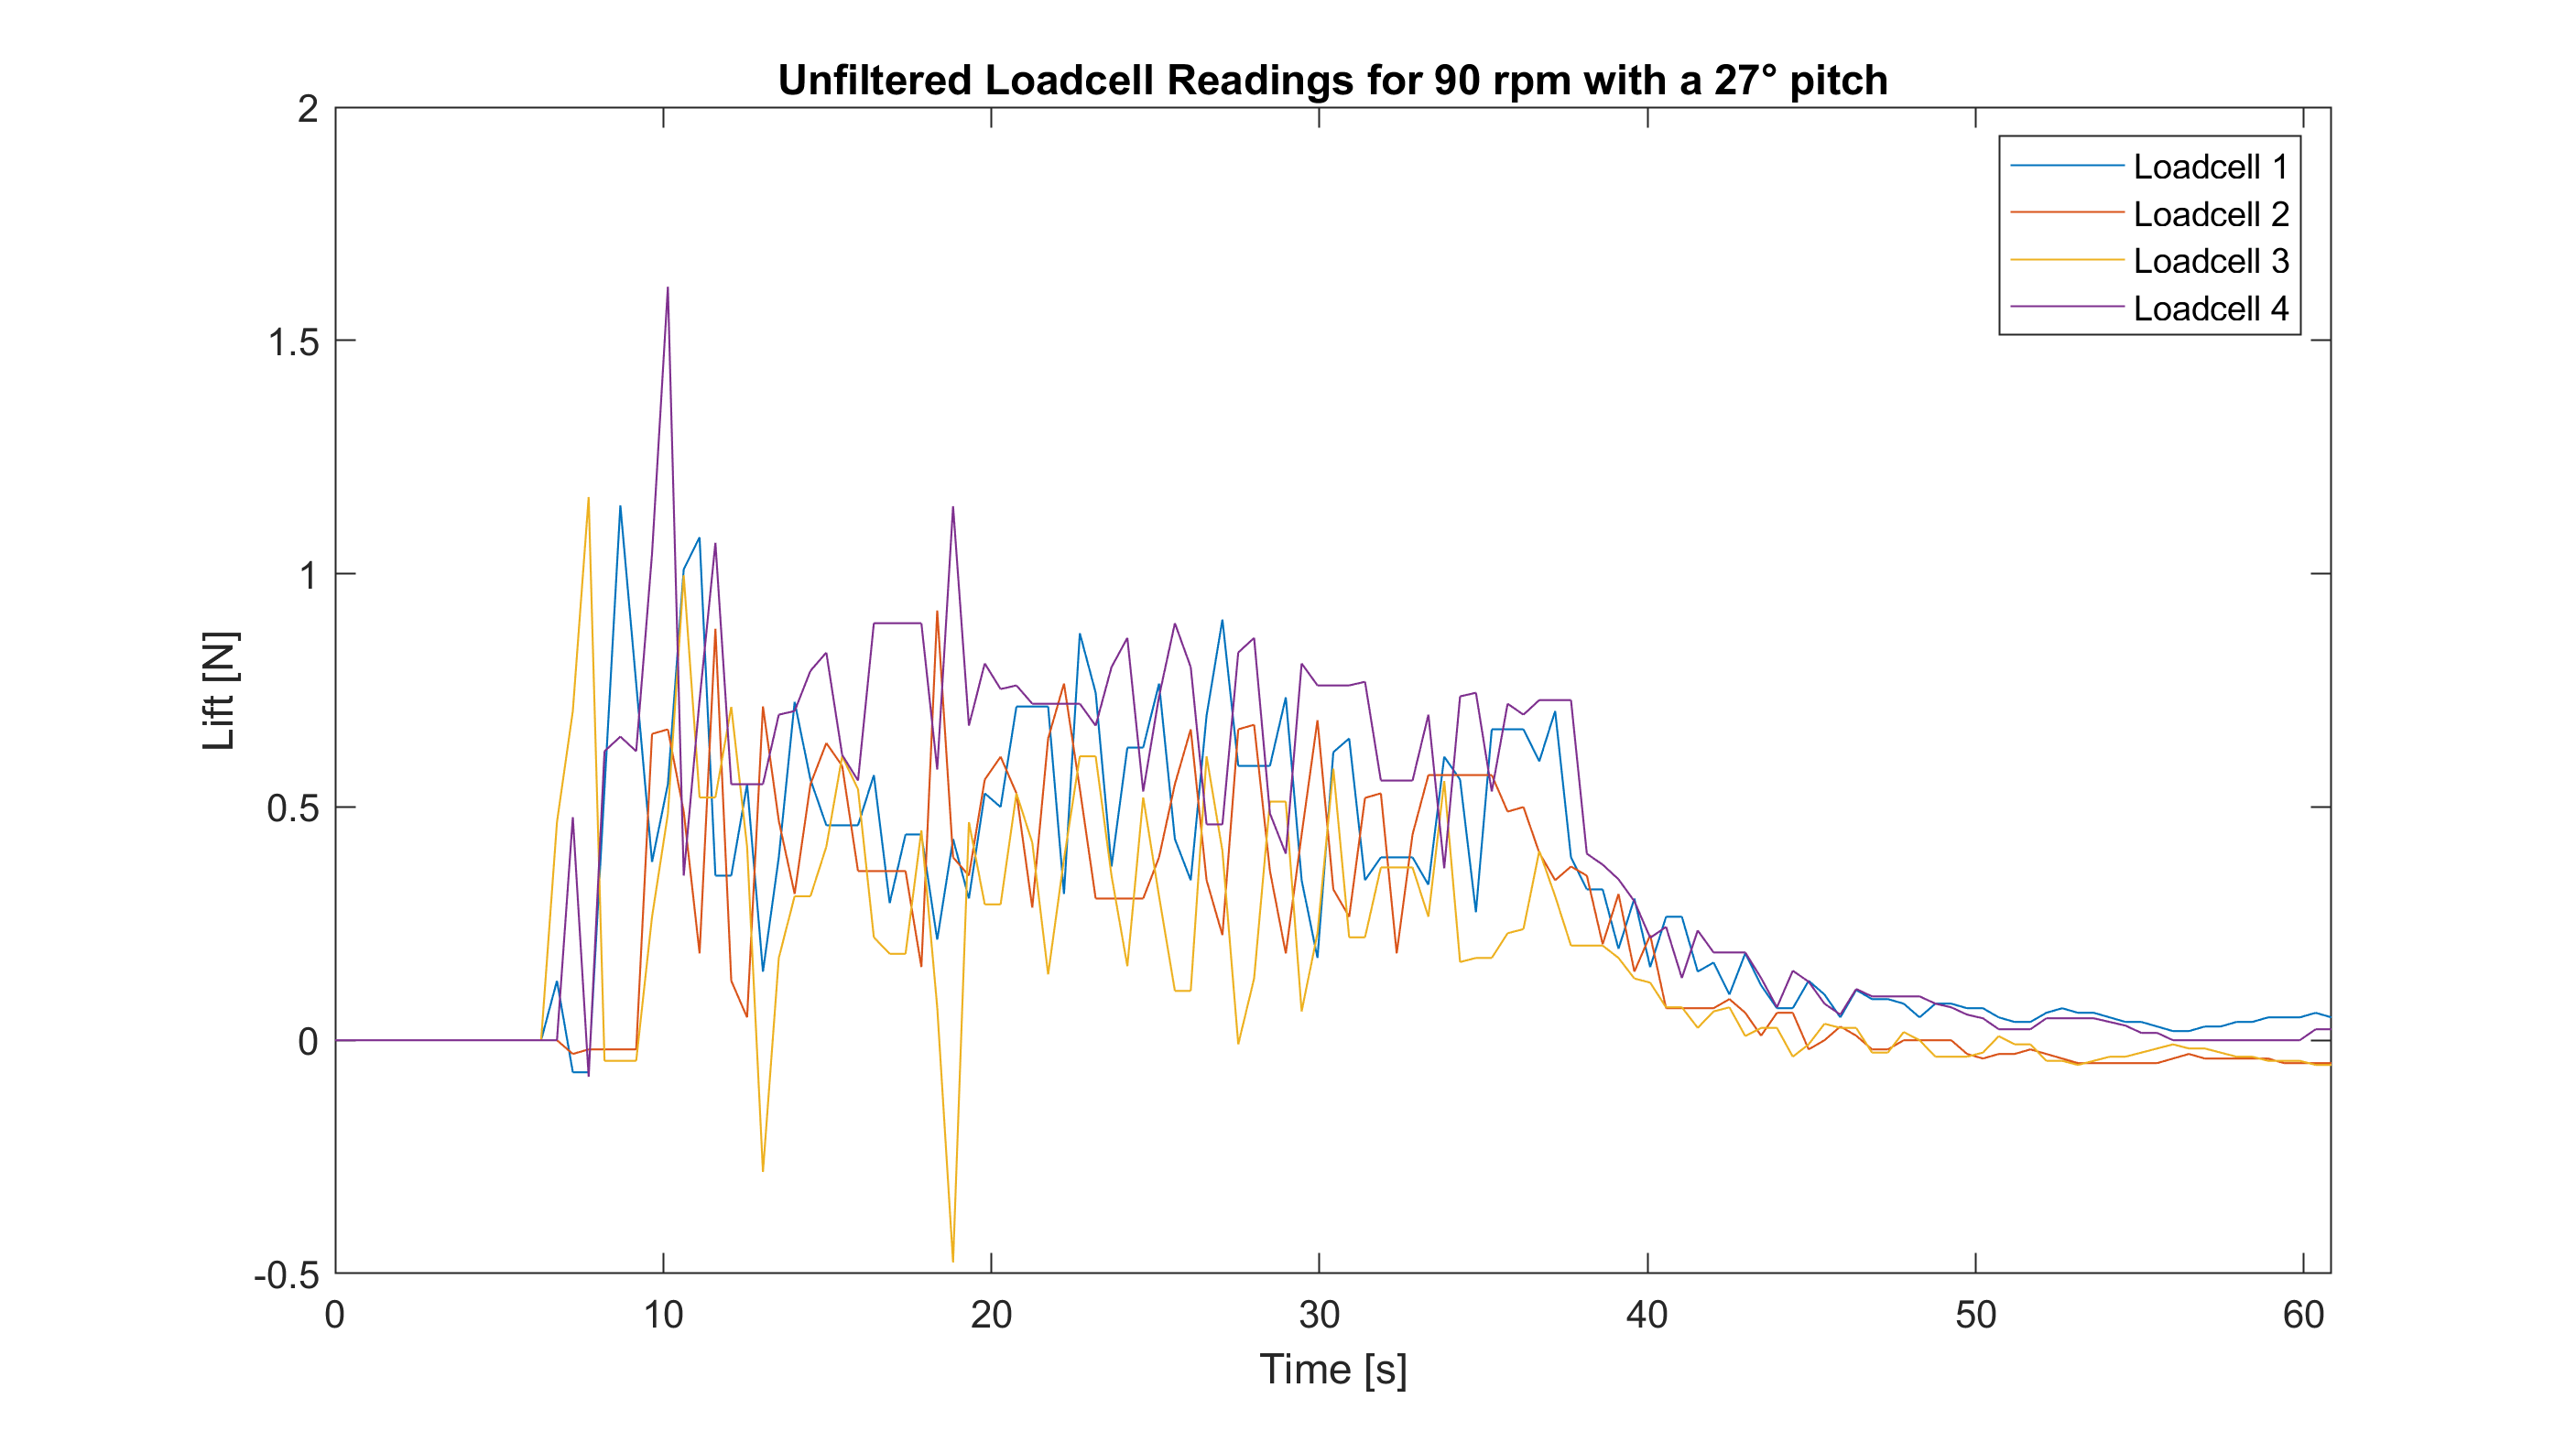 Unfiltered Loadcell Readings for 90 rpm with a 27° pitch
2
1.5
1
0.5
0
-0.5
Lift [N]
Loadcell 1
Loadcell 2
Loadcell 3
Loadcell 4
0 10 20 30 40 50 60
Time [s]